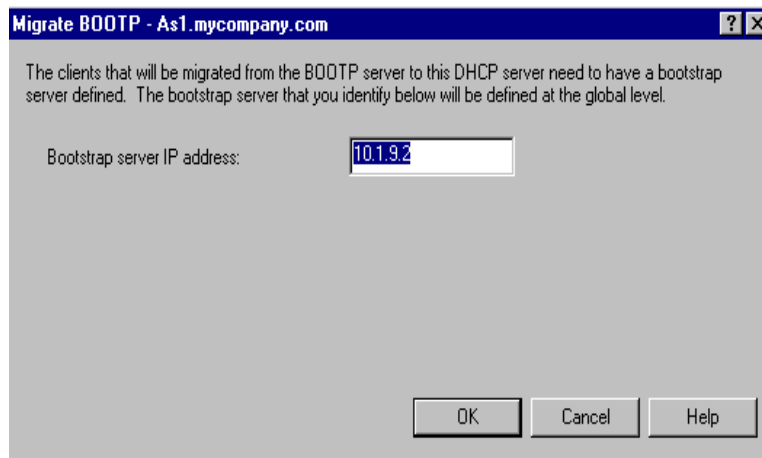 Migrate BOOTP - As1.mycompany.com
The clients that will be migrated from the BOOTP server to this DHCP server need to have a bootstrap
server defined. The bootstrap server that you identify below will be defined at the global level.
Bootstrap server IP address: 10.1.9.2
OK Cancel Help